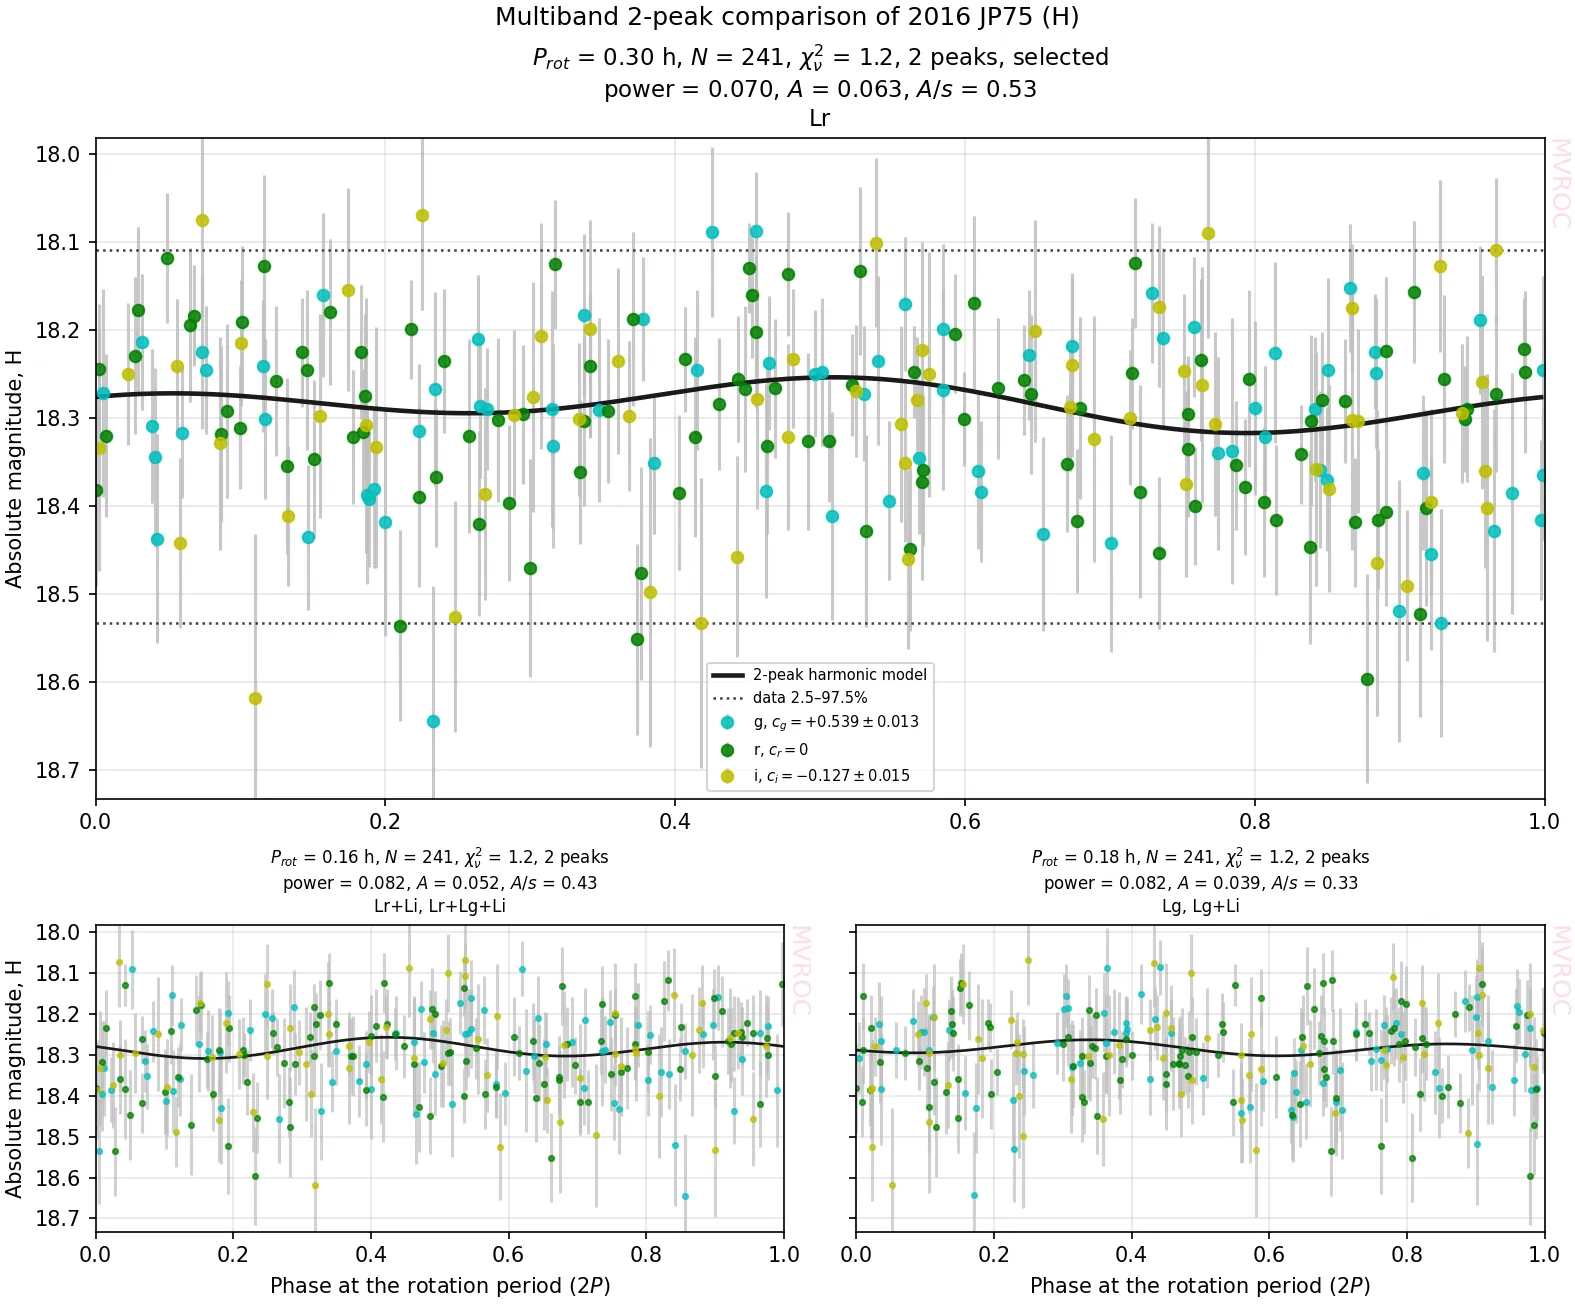 Multiband 2-peak comparison of 2016 JP75 (H)
P_rot = 0.30 h, N = 241, χ²_ν = 1.2, 2 peaks, selected
power = 0.070, A = 0.063, A/s = 0.53
Lr
MVROC
Absolute magnitude, H
18.0
18.1
18.2
18.3
18.4
18.5
18.6
18.7
2-peak harmonic model
data 2.5–97.5%
g, c_g = +0.539 ± 0.013
r, c_r = 0
i, c_i = −0.127 ± 0.015
0.0 0.2 0.4 0.6 0.8 1.0
P_rot = 0.16 h, N = 241, χ²_ν = 1.2, 2 peaks
power = 0.082, A = 0.052, A/s = 0.43
Lr+Li, Lr+Lg+Li
MVROC
Absolute magnitude, H
18.0
18.1
18.2
18.3
18.4
18.5
18.6
18.7
0.0 0.2 0.4 0.6 0.8 1.0
Phase at the rotation period (2P)
P_rot = 0.18 h, N = 241, χ²_ν = 1.2, 2 peaks
power = 0.082, A = 0.039, A/s = 0.33
Lg, Lg+Li
MVROC
0.0 0.2 0.4 0.6 0.8 1.0
Phase at the rotation period (2P)